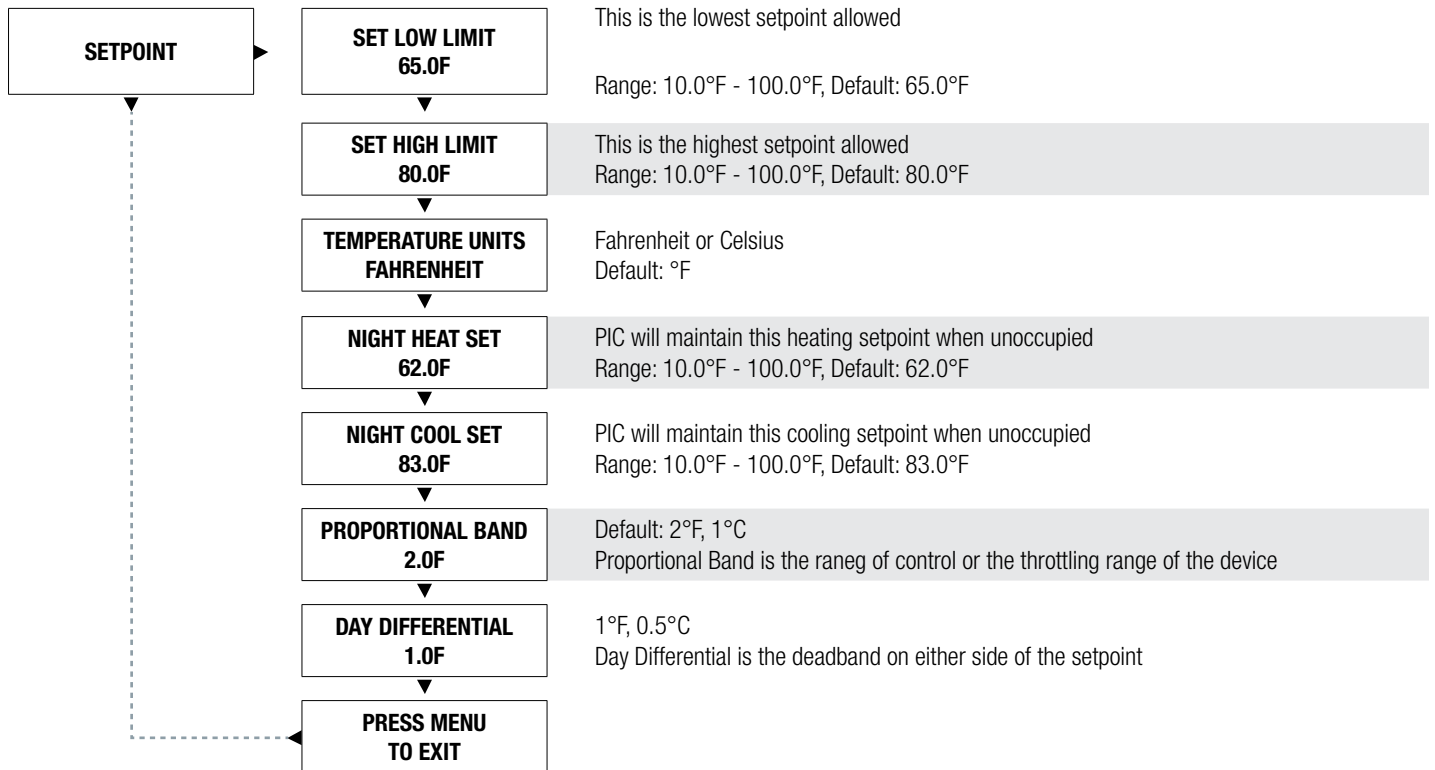 SETPOINT
SET LOW LIMIT
65.0F
This is the lowest setpoint allowed
Range: 10.0°F - 100.0°F, Default: 65.0°F
SET HIGH LIMIT
80.0F
This is the highest setpoint allowed
Range: 10.0°F - 100.0°F, Default: 80.0°F
TEMPERATURE UNITS
FAHRENHEIT
Fahrenheit or Celsius
Default: °F
NIGHT HEAT SET
62.0F
PIC will maintain this heating setpoint when unoccupied
Range: 10.0°F - 100.0°F, Default: 62.0°F
NIGHT COOL SET
83.0F
PIC will maintain this cooling setpoint when unoccupied
Range: 10.0°F - 100.0°F, Default: 83.0°F
PROPORTIONAL BAND
2.0F
Default: 2°F, 1°C
Proportional Band is the raneg of control or the throttling range of the device
DAY DIFFERENTIAL
1.0F
1°F, 0.5°C
Day Differential is the deadband on either side of the setpoint
PRESS MENU
TO EXIT